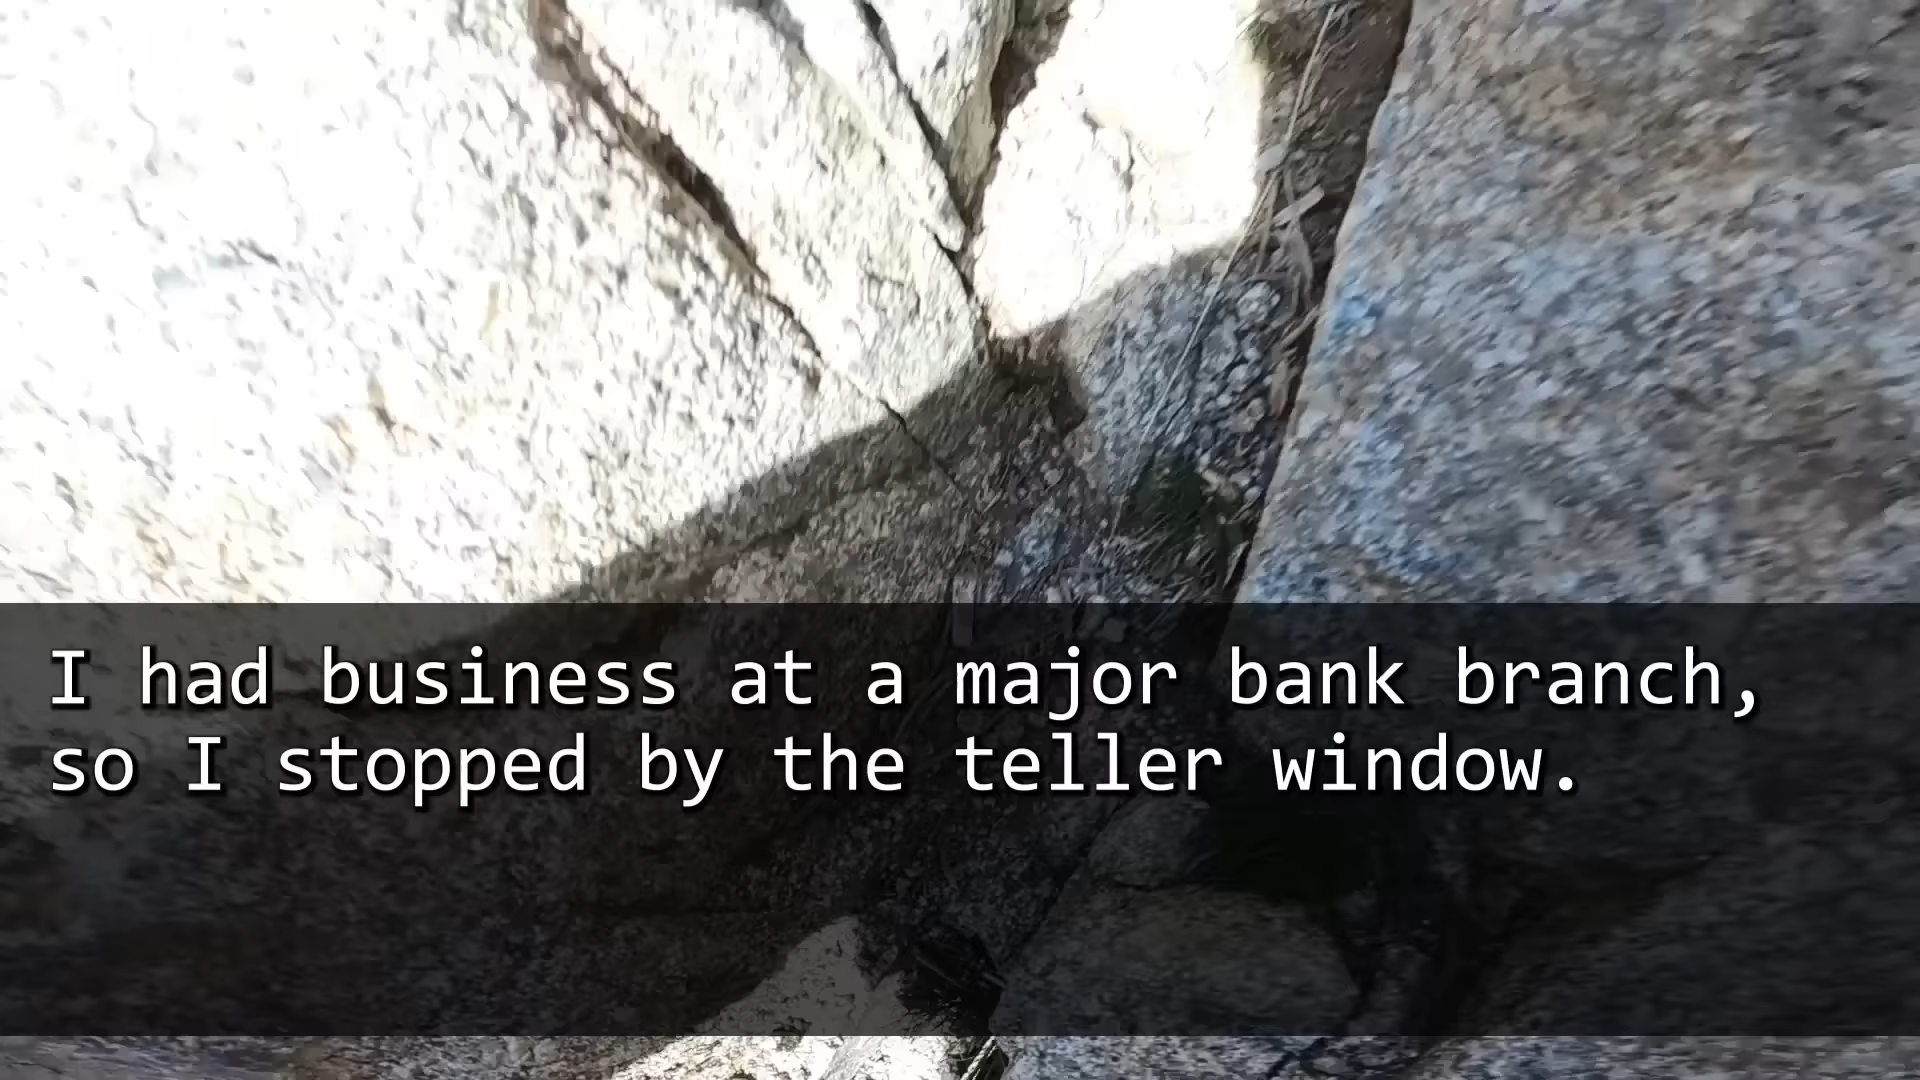 I had business at a major bank branch,
so I stopped by the teller window.